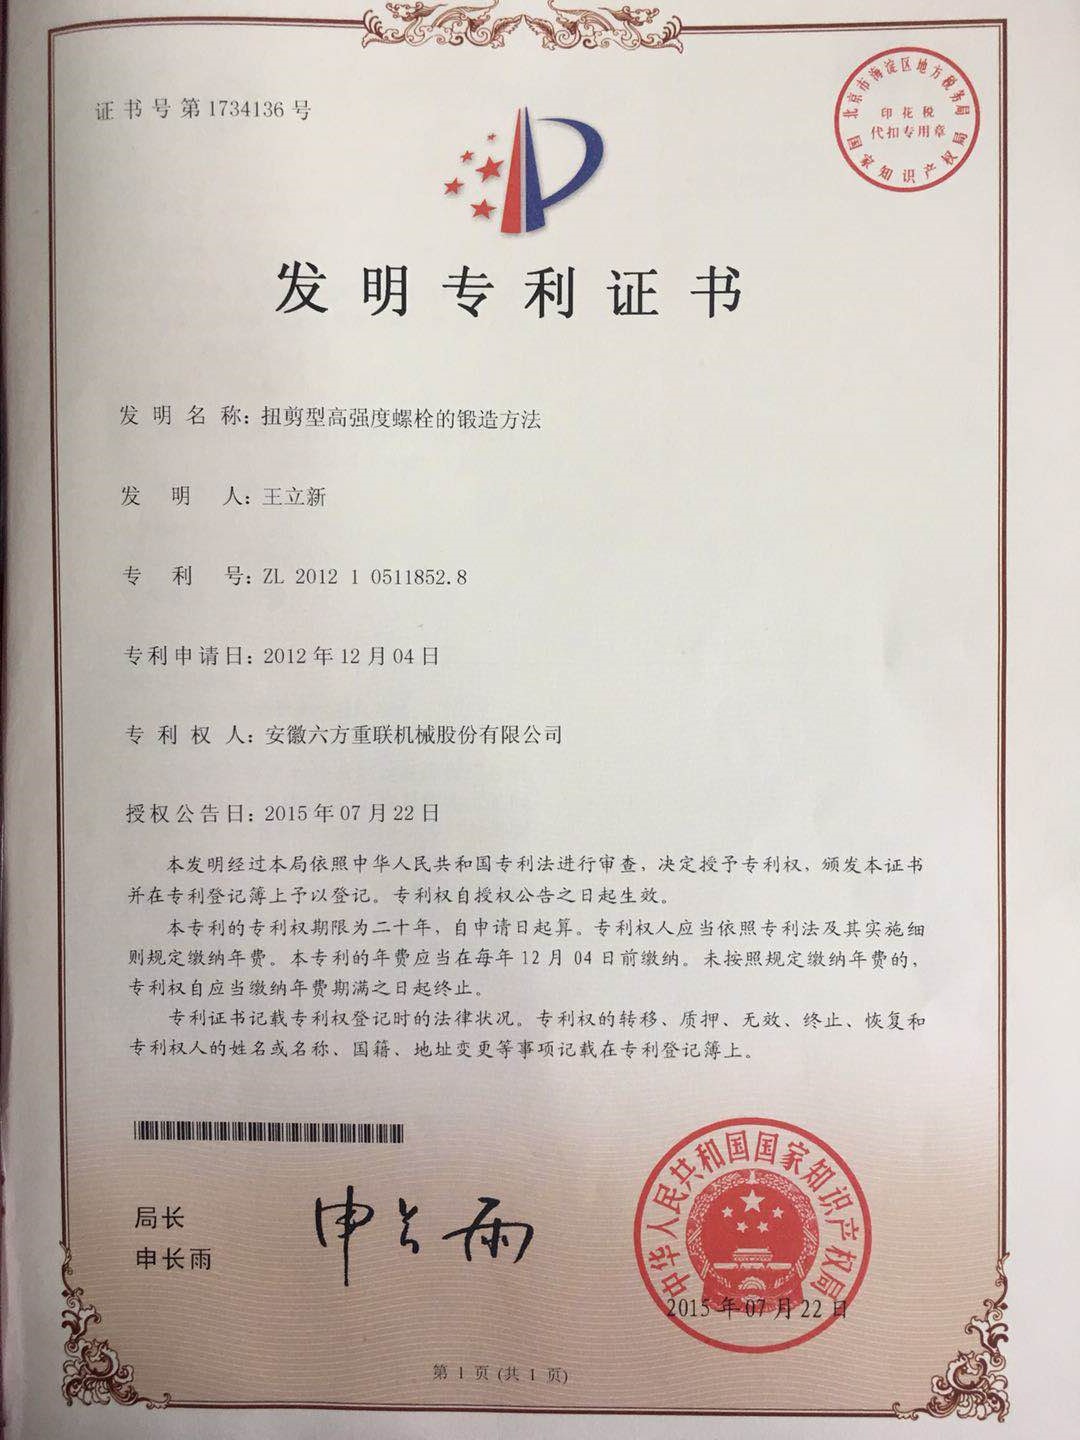 证书号第1734136号
北京市海淀区地方税务局
印花税
代扣专用章
国家知识产权局
发明专利证书
发明名称：扭剪型高强度螺栓的锻造方法
发明人：王立新
专利号：ZL 2012 1 0511852.8
专利申请日：2012年12月04日
专利权人：安徽六方重联机械股份有限公司
授权公告日：2015年07月22日
本发明经过本局依照中华人民共和国专利法进行审查，决定授予专利权，颁发本证书
并在专利登记簿上予以登记。专利权自授权公告之日起生效。
本专利的专利权期限为二十年，自申请日起算。专利权人应当依照专利法及其实施细
则规定缴纳年费。本专利的年费应当在每年12月04日前缴纳。未按照规定缴纳年费的，
专利权自应当缴纳年费期满之日起终止。
专利证书记载专利权登记时的法律状况。专利权的转移、质押、无效、终止、恢复和
专利权人的姓名或名称、国籍、地址变更等事项记载在专利登记簿上。
局长
申长雨
申长雨
中华人民共和国国家知识产权局
2015年07月22日
第1页(共1页)